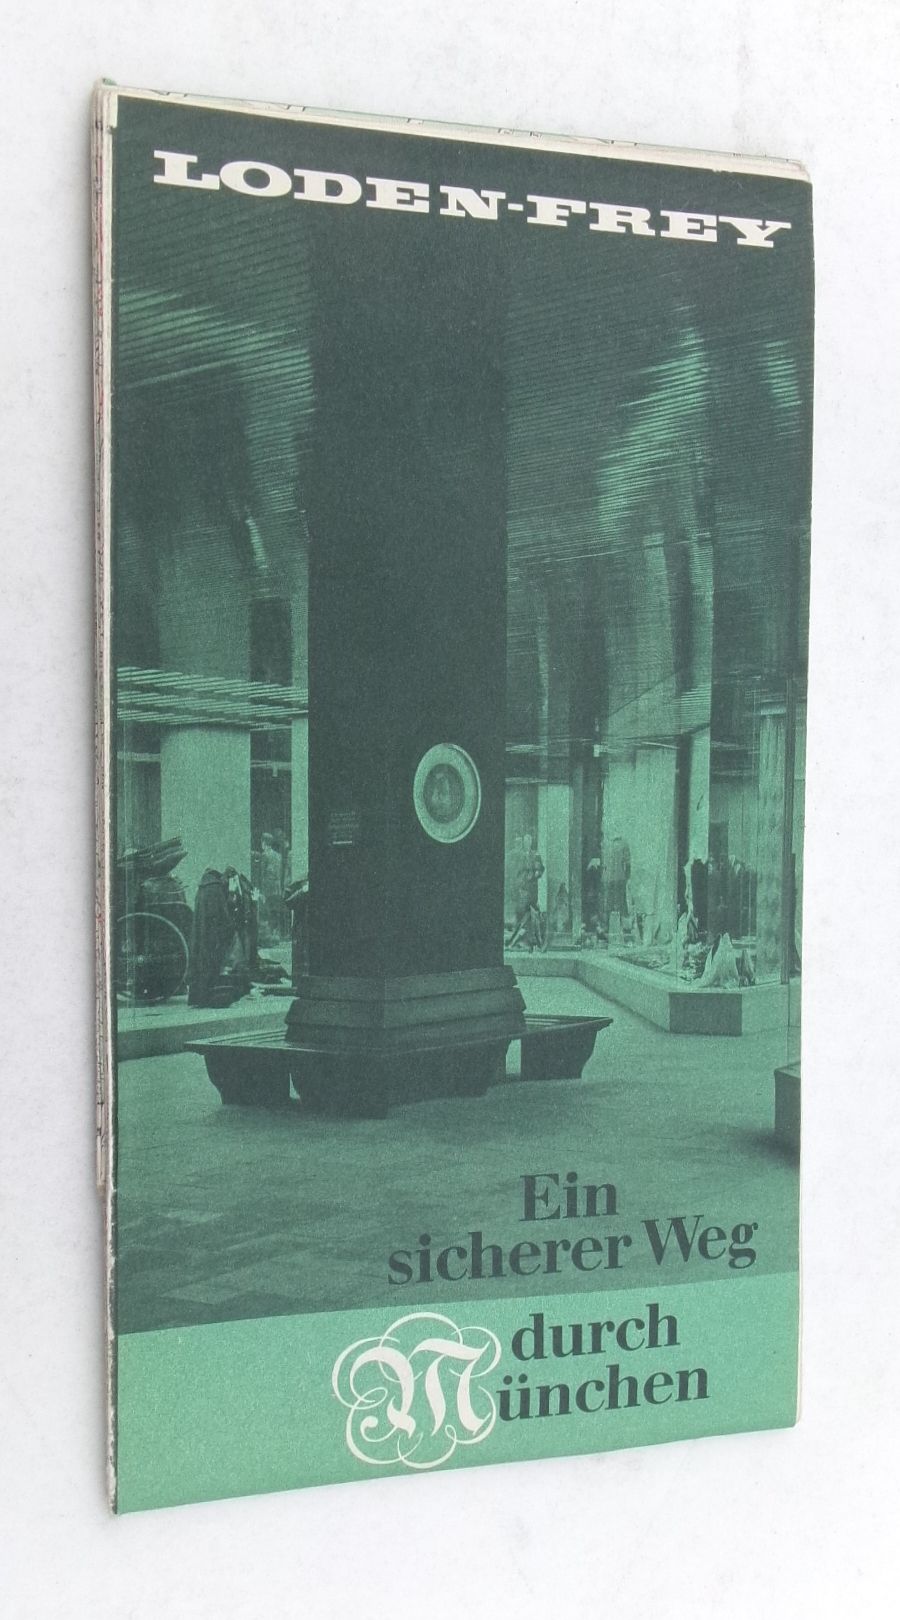 LODEN-FREY
Ein
sicherer Weg
durch
München